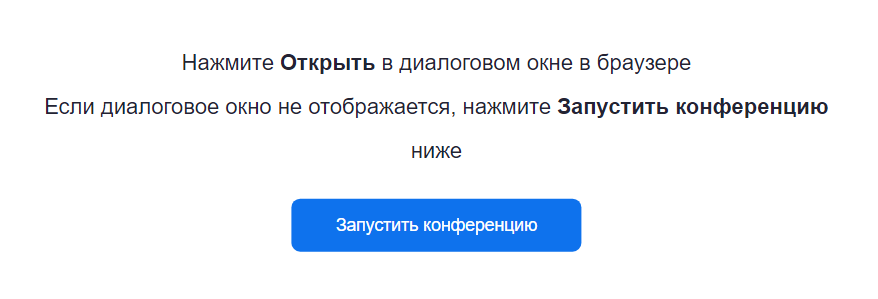 Нажмите Открыть в диалоговом окне в браузере
Если диалоговое окно не отображается, нажмите Запустить конференцию
ниже
Запустить конференцию